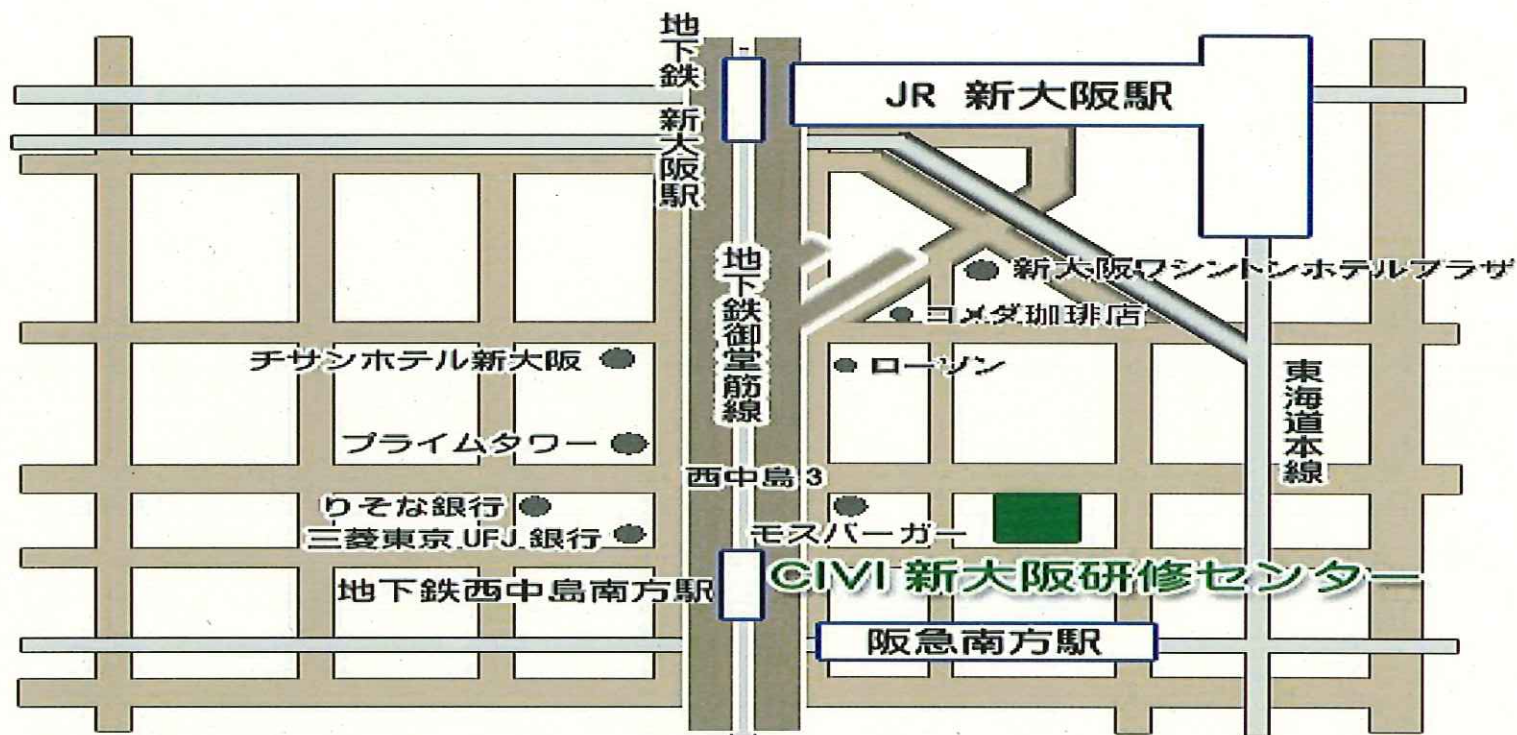 地下鉄 新大阪駅
JR 新大阪駅
地下鉄御堂筋線
新大阪ワシントンホテルプラザ
コメダ珈琲店
チサンホテル新大阪
ローソン
東海道本線
プライムタワー
西中島3
りそな銀行
三菱東京UFJ銀行
モスバーガー
地下鉄西中島南方駅
CIVI 新大阪研修センター
阪急南方駅